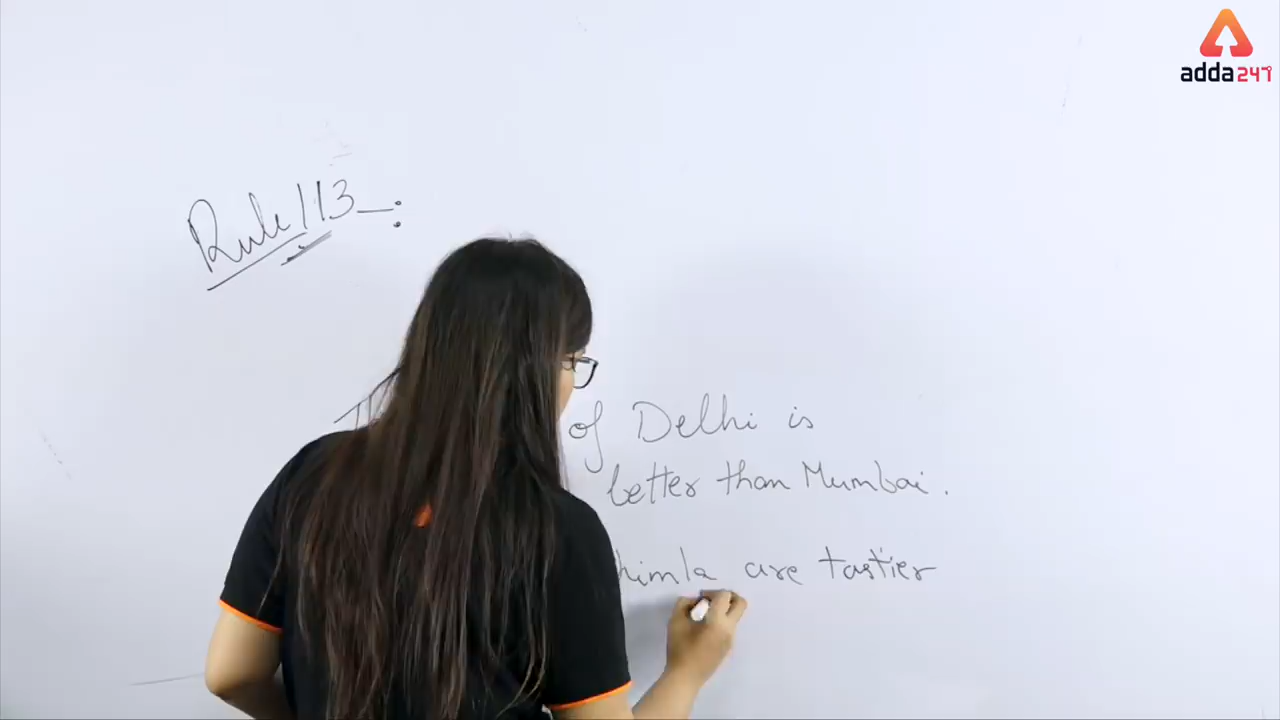 adda247
Rule 113 -:
of Delhi is
better than Mumbai.
himla are tastier